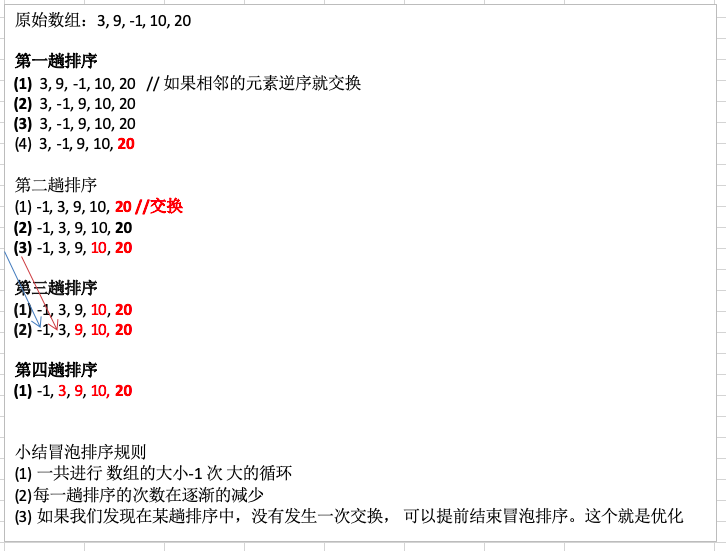 原始数组：3, 9, -1, 10, 20
第一趟排序
(1) 3, 9, -1, 10, 20 // 如果相邻的元素逆序就交换
(2) 3, -1, 9, 10, 20
(3) 3, -1, 9, 10, 20
(4) 3, -1, 9, 10, 20
第二趟排序
(1) -1, 3, 9, 10, 20 //交换
(2) -1, 3, 9, 10, 20
(3) -1, 3, 9, 10, 20
第三趟排序
(1) -1, 3, 9, 10, 20
(2) -1, 3, 9, 10, 20
第四趟排序
(1) -1, 3, 9, 10, 20
小结冒泡排序规则
(1) 一共进行 数组的大小-1 次 大的循环
(2)每一趟排序的次数在逐渐的减少
(3) 如果我们发现在某趟排序中，没有发生一次交换， 可以提前结束冒泡排序。这个就是优化